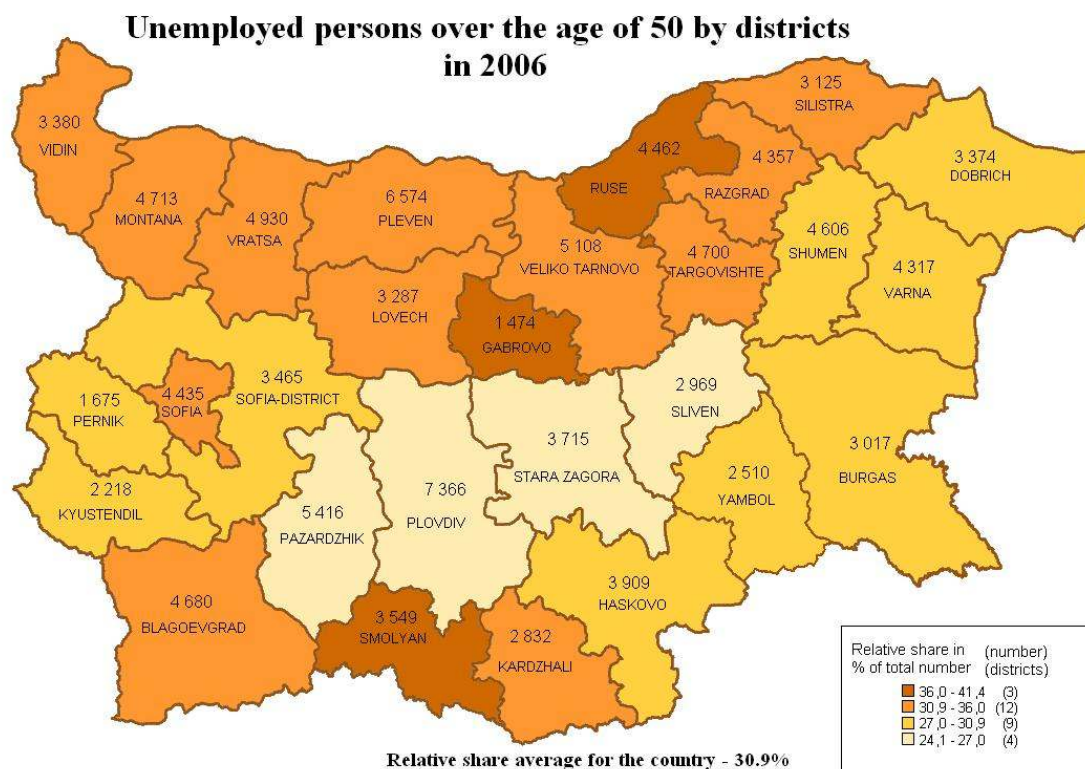 Unemployed persons over the age of 50 by districts
in 2006
3 380
VIDIN
4 713
MONTANA
4 930
VRATSA
6 574
PLEVEN
3 287
LOVECH
1 474
GABROVO
5 108
VELIKO TARNOVO
4 462
RUSE
3 125
SILISTRA
4 357
RAZGRAD
4 700
TARGOVISHTE
4 606
SHUMEN
3 374
DOBRICH
4 317
VARNA
1 675
PERNIK
4 435
SOFIA
3 465
SOFIA-DISTRICT
2 218
KYUSTENDIL
5 416
PAZARDZHIK
7 366
PLOVDIV
3 715
STARA ZAGORA
2 969
SLIVEN
2 510
YAMBOL
3 017
BURGAS
4 680
BLAGOEVGRAD
3 549
SMOLYAN
2 832
KARDZHALI
3 909
HASKOVO
Relative share in (number)
% of total number (districts)
36,0 - 41,4 (3)
30,9 - 36,0 (12)
27,0 - 30,9 (9)
24,1 - 27,0 (4)
Relative share average for the country - 30.9%